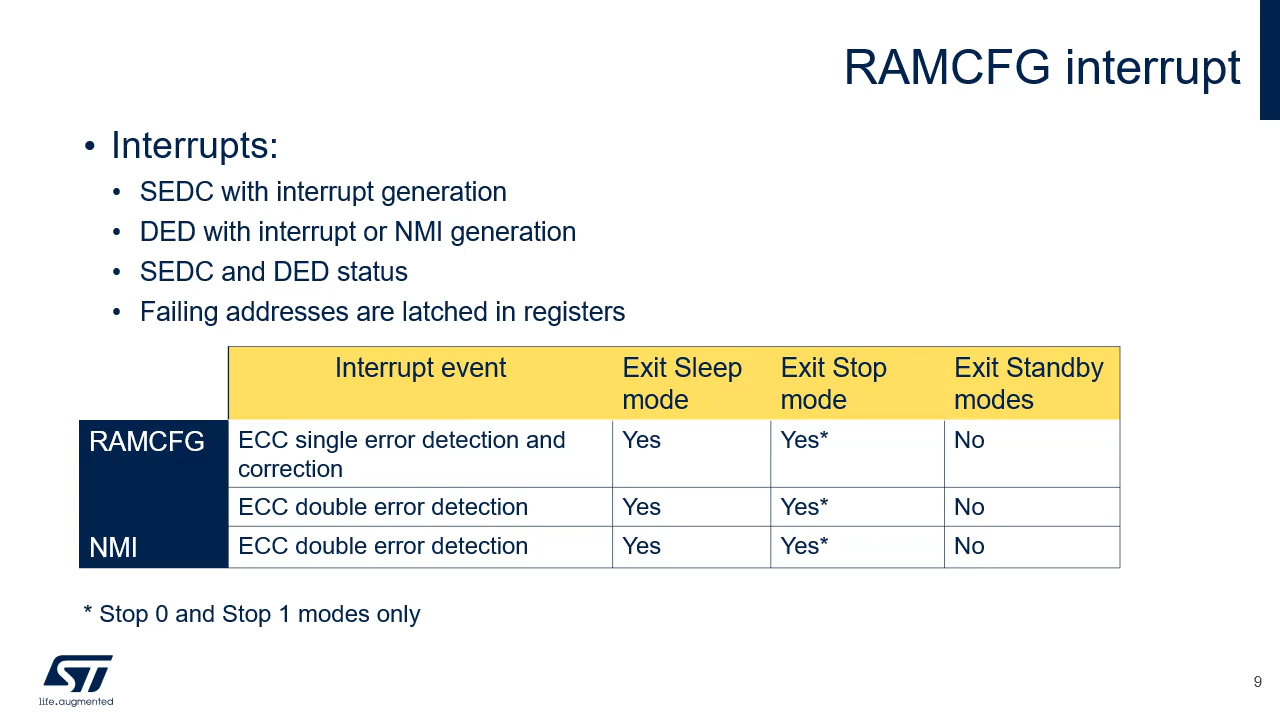 RAMCFG interrupt
• Interrupts:
• SEDC with interrupt generation
• DED with interrupt or NMI generation
• SEDC and DED status
• Failing addresses are latched in registers
Interrupt event Exit Sleep mode Exit Stop mode Exit Standby modes
RAMCFG ECC single error detection and correction Yes Yes* No
ECC double error detection Yes Yes* No
NMI ECC double error detection Yes Yes* No
* Stop 0 and Stop 1 modes only
ST
life.augmented
9